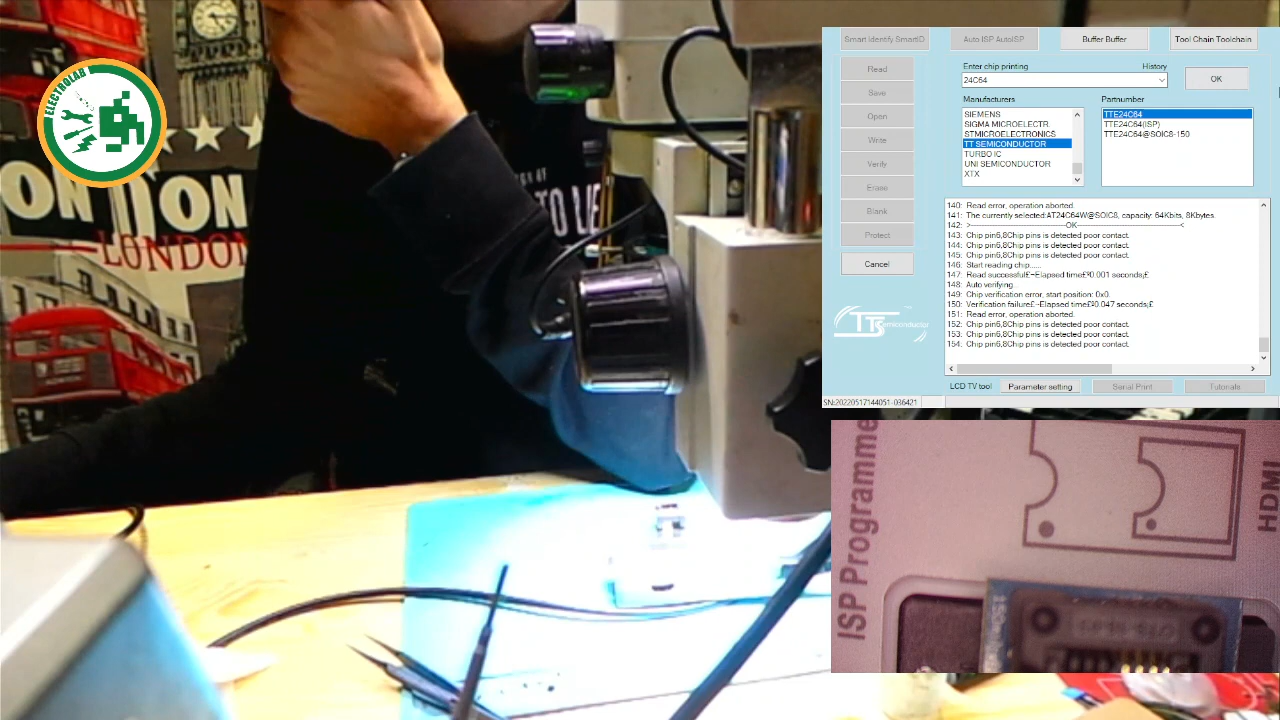 ELECTROLAB
ON
ON
LONDON
TO LIE
Smart Identify SmartID
Auto ISP AutoISP
Buffer Buffer
Tool Chain Toolchain
Read
Save
Open
Write
Verify
Erase
Blank
Protect
Cancel
Enter chip printing
History
24C64
OK
Manufacturers
Partnumber
SIEMENS
SIGMA MICROELECTR.
STMICROELECTRONICS
TT SEMICONDUCTOR
TURBO IC
UNI SEMICONDUCTOR
XTX
TTE24C64
TTE24C64(ISP)
TTE24C64@SOIC8-150
140: Read error, operation aborted.
141: The currently selected:AT24C64W@SOIC8, capacity: 64Kbits, 8Kbytes.
142: >----------------------------------OK----------------------------------<
143: Chip pin6,8Chip pins is detected poor contact.
144: Chip pin6,8Chip pins is detected poor contact.
145: Chip pin6,8Chip pins is detected poor contact.
146: Start reading chip......
147: Read successful£¬Elapsed time£º0.001 seconds¡£
148: Auto verifying
149: Chip verification error, start position: 0x0.
150: Verification failure£¬Elapsed time£º0.047 seconds¡£
151: Read error, operation aborted.
152: Chip pin6,8Chip pins is detected poor contact.
153: Chip pin6,8Chip pins is detected poor contact.
154: Chip pin6,8Chip pins is detected poor contact.
TTSemiconductor
LCD TV tool
Parameter setting
Serial Print
Tutorials
SN:20220517144051-036421
ISP Programme
HDMI